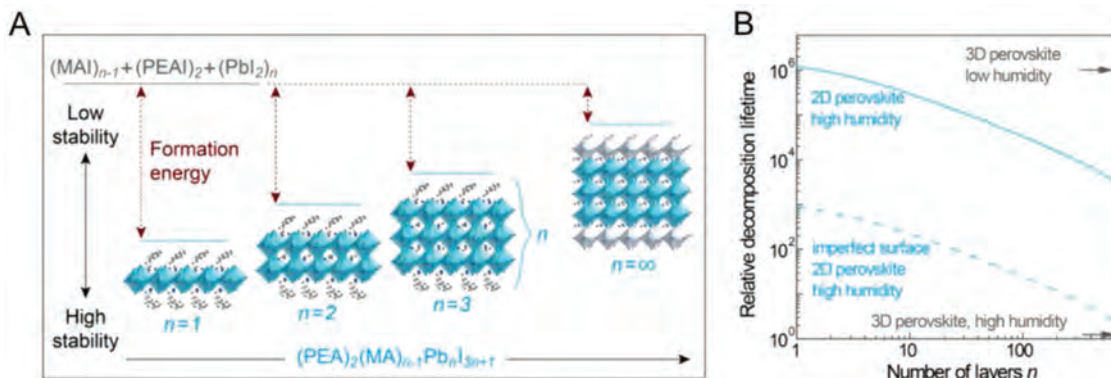 A
(MAI)n-1+(PEAI)2+(PbI2)n
Low
stability
Formation
energy
High
stability
n=1
n=2
n=3
n
n=∞
(PEA)2(MA)n-1PbnI3n+1
B
Relative decomposition lifetime
10^6
10^4
10^2
10^0
3D perovskite
low humidity
2D perovskite
high humidity
imperfect surface
2D perovskite
high humidity
3D perovskite, high humidity
1
10
100
Number of layers n